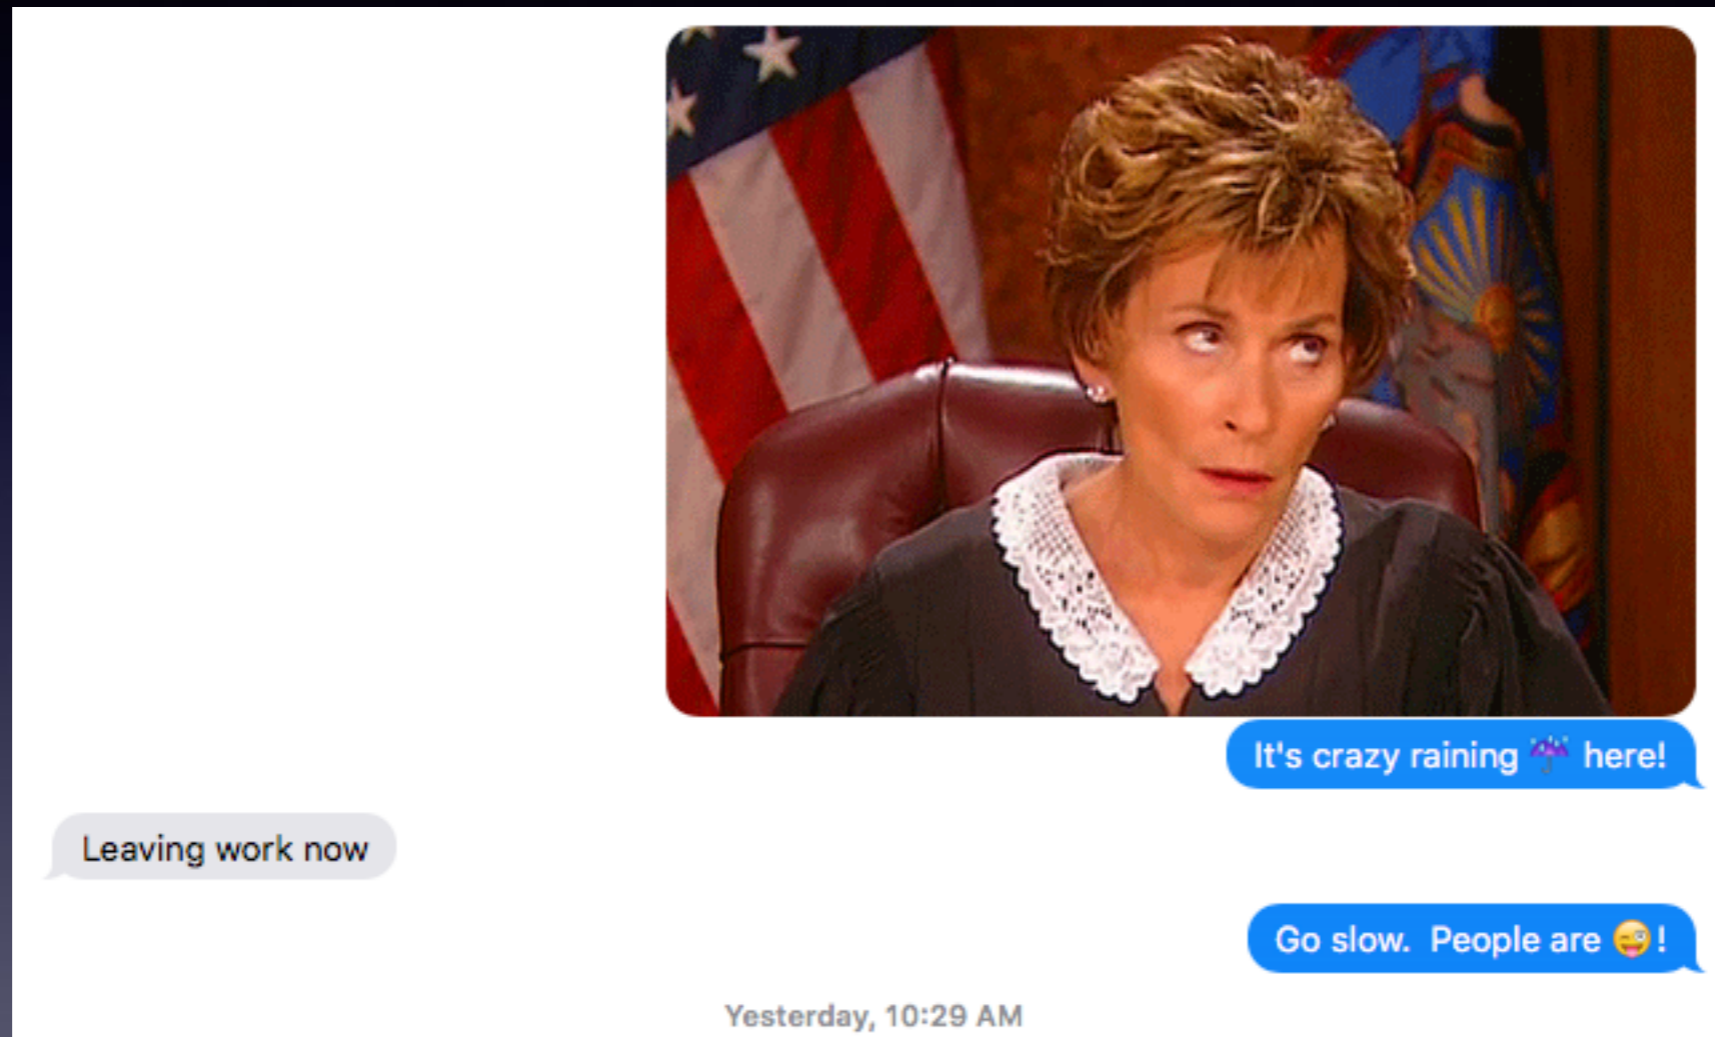 It's crazy raining ☔ here!
Leaving work now
Go slow.  People are 😜!
Yesterday, 10:29 AM